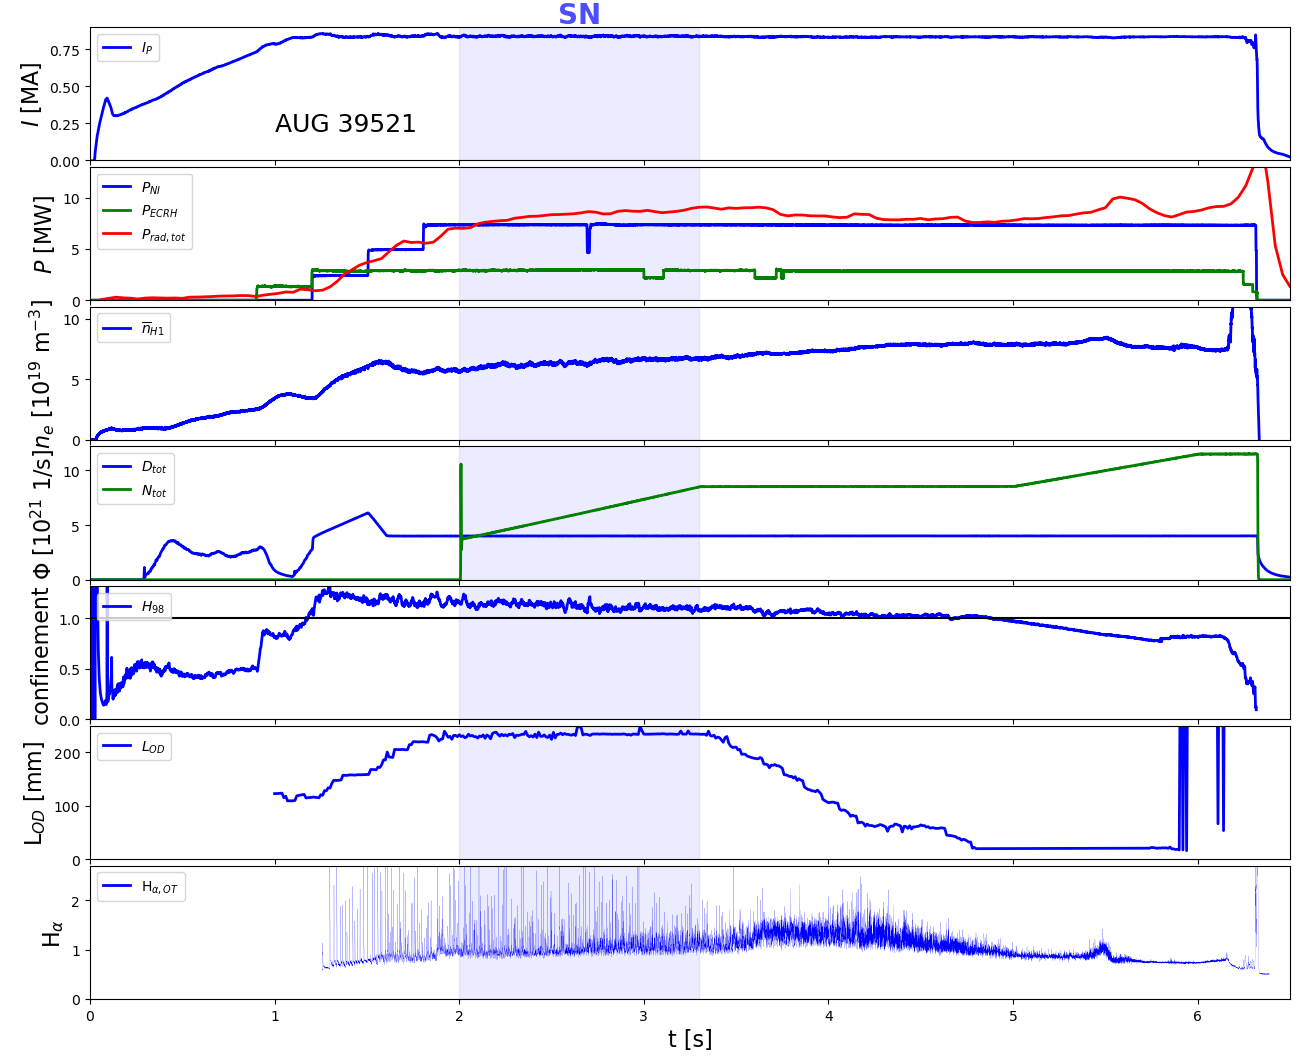 SN
I [MA]
0.75
0.50
0.25
0.00
I_P
AUG 39521
P [MW]
10
5
0
P_NI
P_ECRH
P_rad,tot
n_e [10^19 m^−3]
10
5
0
n̅_H1
Φ [10^21 1/s]
10
5
0
D_tot
N_tot
confinement
1.0
0.5
0.0
H_98
L_OD [mm]
200
100
0
L_OD
H_α
2
1
0
H_α,OT
0 1 2 3 4 5 6
t [s]